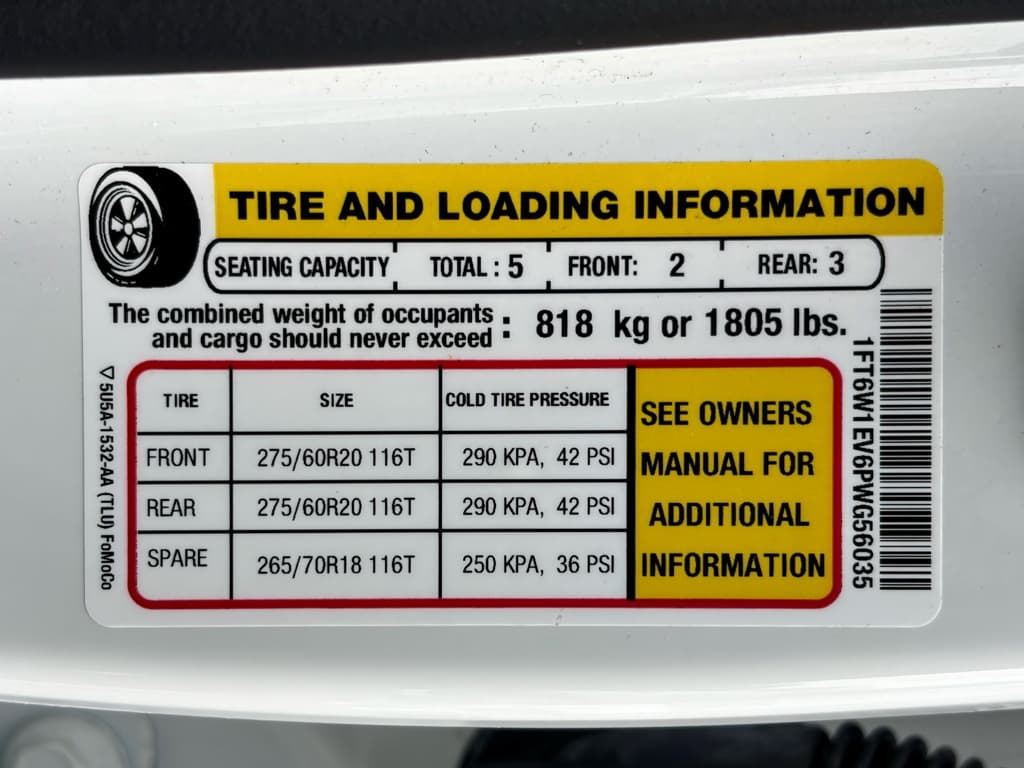 TIRE AND LOADING INFORMATION
SEATING CAPACITY TOTAL : 5 FRONT: 2 REAR: 3
The combined weight of occupants
and cargo should never exceed : 818 kg or 1805 lbs.
TIRE SIZE COLD TIRE PRESSURE
FRONT 275/60R20 116T 290 KPA, 42 PSI
REAR 275/60R20 116T 290 KPA, 42 PSI
SPARE 265/70R18 116T 250 KPA, 36 PSI
SEE OWNERS
MANUAL FOR
ADDITIONAL
INFORMATION
5U5A-1532-AA (TLU) FoMoCo
1FT6W1EV6PWG56035